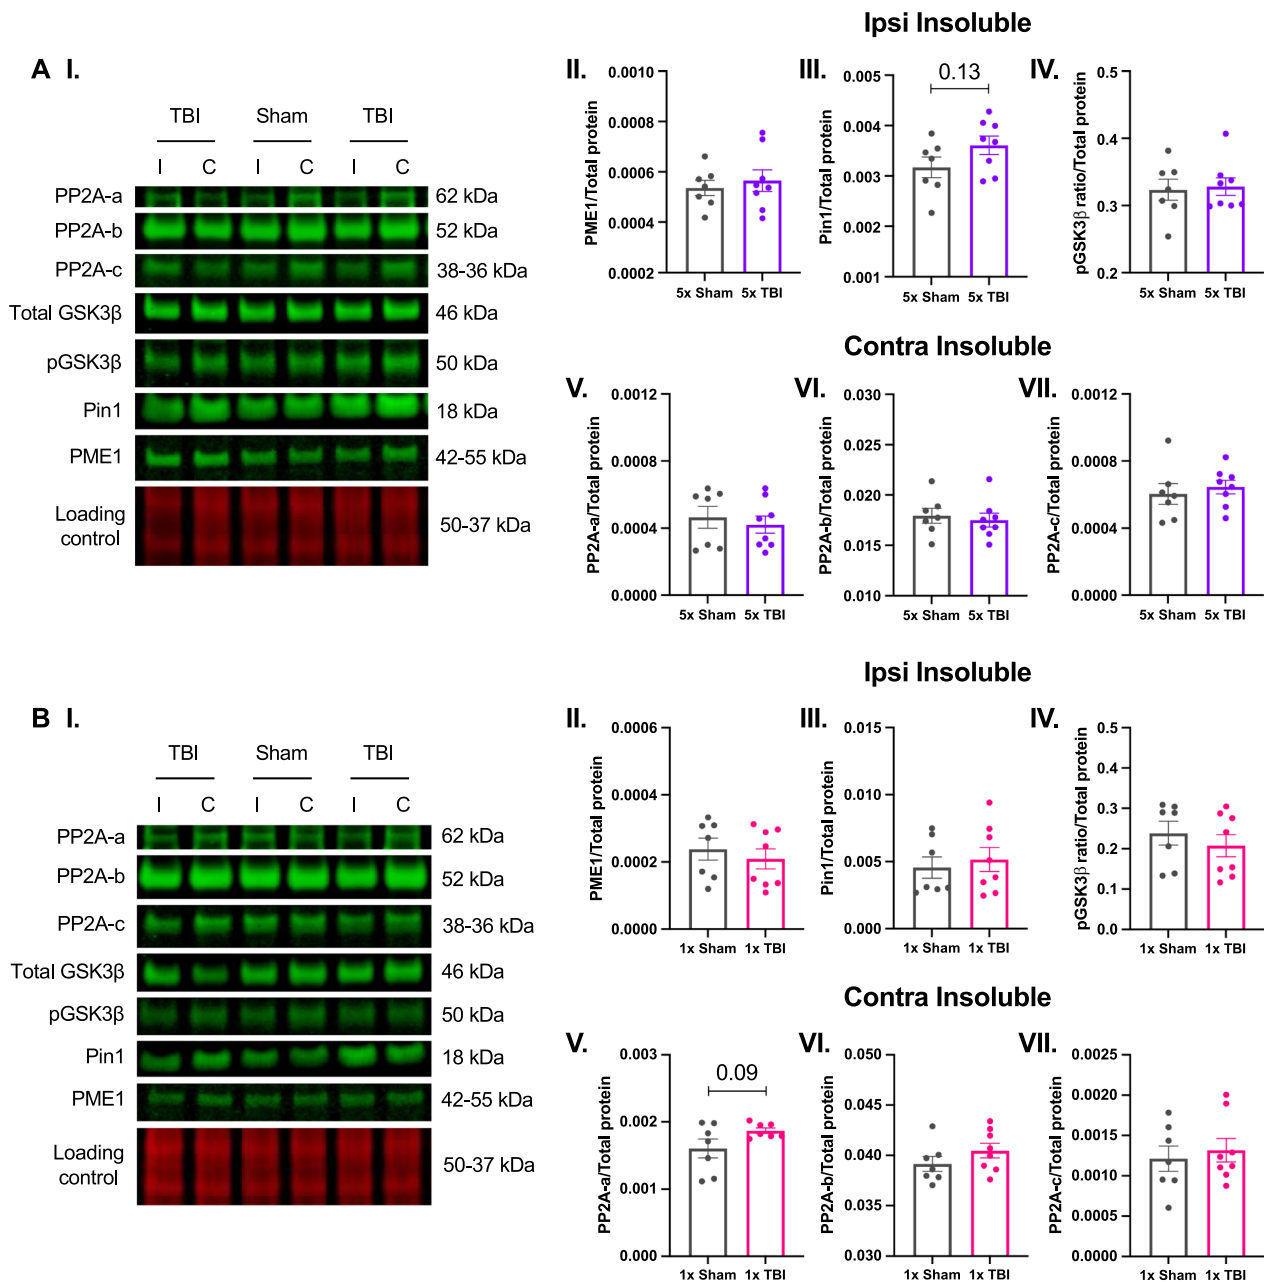 Ipsi Insoluble
A I.
TBI Sham TBI
I C I C I C
PP2A-a 62 kDa
PP2A-b 52 kDa
PP2A-c 38-36 kDa
Total GSK3β 46 kDa
pGSK3β 50 kDa
Pin1 18 kDa
PME1 42-55 kDa
Loading control 50-37 kDa
II.
PME1/Total protein
0.0010
0.0008
0.0006
0.0004
0.0002
5x Sham 5x TBI
III.
Pin1/Total protein
0.13
0.005
0.004
0.003
0.002
0.001
5x Sham 5x TBI
IV.
pGSK3β ratio/Total protein
0.5
0.4
0.3
0.2
5x Sham 5x TBI
Contra Insoluble
V.
PP2A-a/Total protein
0.0012
0.0008
0.0004
0.0000
5x Sham 5x TBI
VI.
PP2A-b/Total protein
0.030
0.025
0.020
0.015
0.010
5x Sham 5x TBI
VII.
PP2A-c/Total protein
0.0012
0.0008
0.0004
0.0000
5x Sham 5x TBI
Ipsi Insoluble
B I.
TBI Sham TBI
I C I C I C
PP2A-a 62 kDa
PP2A-b 52 kDa
PP2A-c 38-36 kDa
Total GSK3β 46 kDa
pGSK3β 50 kDa
Pin1 18 kDa
PME1 42-55 kDa
Loading control 50-37 kDa
II.
PME1/Total protein
0.0006
0.0004
0.0002
0.0000
1x Sham 1x TBI
III.
Pin1/Total protein
0.015
0.010
0.005
0.000
1x Sham 1x TBI
IV.
pGSK3β ratio/Total protein
0.5
0.4
0.3
0.2
0.1
0.0
1x Sham 1x TBI
Contra Insoluble
V.
PP2A-a/Total protein
0.09
0.003
0.002
0.001
0.000
1x Sham 1x TBI
VI.
PP2A-b/Total protein
0.050
0.045
0.040
0.035
0.030
1x Sham 1x TBI
VII.
PP2A-c/Total protein
0.0025
0.0020
0.0015
0.0010
0.0005
0.0000
1x Sham 1x TBI